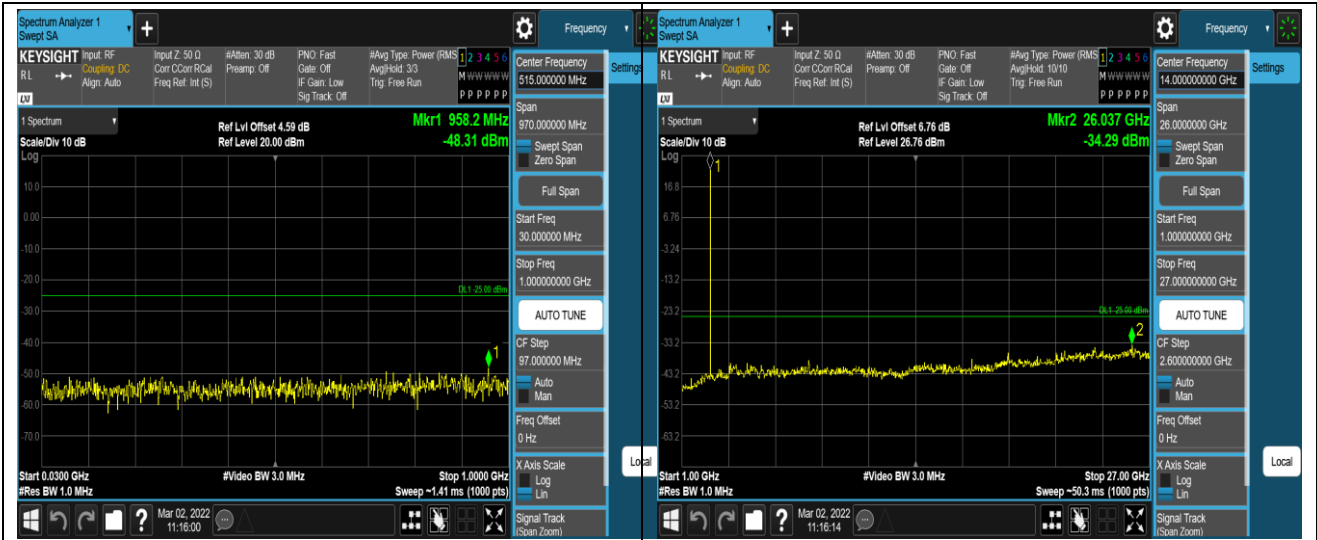 Spectrum Analyzer 1
Swept SA
Frequency
KEYSIGHT
RL
LXI
Input: RF
Coupling: DC
Align: Auto
Input Z: 50 Ω
Corr CCorr RCal
Freq Ref: Int (S)
#Atten: 30 dB
Preamp: Off
PNO: Fast
Gate: Off
IF Gain: Low
Sig Track: Off
#Avg Type: Power (RMS
Avg|Hold: 3/3
Trig: Free Run
1 2 3 4 5 6
M W W W W W
P P P P P P
Center Frequency
515.000000 MHz
Settings
1 Spectrum
Scale/Div 10 dB
Log
Ref Lvl Offset 4.59 dB
Ref Level 20.00 dBm
Mkr1 958.2 MHz
-48.31 dBm
10.0
0.00
-10.0
-20.0
-30.0
-40.0
-50.0
-60.0
-70.0
DL1 -25.00 dBm
1
Start 0.0300 GHz
#Res BW 1.0 MHz
#Video BW 3.0 MHz
Stop 1.0000 GHz
Sweep ~1.41 ms (1000 pts)
Span
970.000000 MHz
Swept Span
Zero Span
Full Span
Start Freq
30.000000 MHz
Stop Freq
1.000000000 GHz
AUTO TUNE
CF Step
97.000000 MHz
Auto
Man
Freq Offset
0 Hz
X Axis Scale
Log
Lin
Signal Track
(Span Zoom)
Local
?
Mar 02, 2022
11:16:00
Spectrum Analyzer 1
Swept SA
Frequency
KEYSIGHT
RL
LXI
Input: RF
Coupling: DC
Align: Auto
Input Z: 50 Ω
Corr CCorr RCal
Freq Ref: Int (S)
#Atten: 30 dB
Preamp: Off
PNO: Fast
Gate: Off
IF Gain: Low
Sig Track: Off
#Avg Type: Power (RMS
Avg|Hold: 10/10
Trig: Free Run
1 2 3 4 5 6
M W W W W W
P P P P P P
Center Frequency
14.000000000 GHz
Settings
1 Spectrum
Scale/Div 10 dB
Log
Ref Lvl Offset 6.76 dB
Ref Level 26.76 dBm
Mkr2 26.037 GHz
-34.29 dBm
1
16.8
6.76
-3.24
-13.2
-23.2
-33.2
-43.2
-53.2
-63.2
DL1 -25.00 dBm
2
Start 1.00 GHz
#Res BW 1.0 MHz
#Video BW 3.0 MHz
Stop 27.00 GHz
Sweep ~50.3 ms (1000 pts)
Span
26.0000000 GHz
Swept Span
Zero Span
Full Span
Start Freq
1.000000000 GHz
Stop Freq
27.000000000 GHz
AUTO TUNE
CF Step
2.600000000 GHz
Auto
Man
Freq Offset
0 Hz
X Axis Scale
Log
Lin
Signal Track
(Span Zoom)
Local
?
Mar 02, 2022
11:16:14